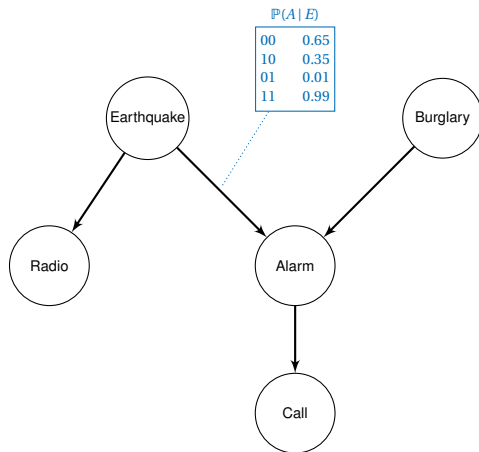 ℙ(A | E)
00 0.65
10 0.35
01 0.01
11 0.99
Earthquake
Burglary
Radio
Alarm
Call